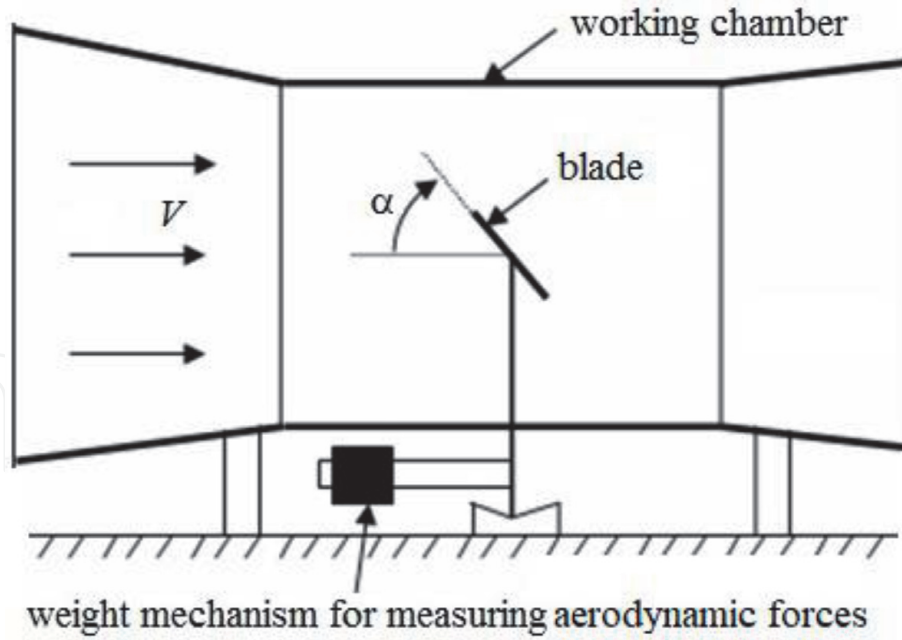 working chamber
blade
α
V
weight mechanism for measuring aerodynamic forces